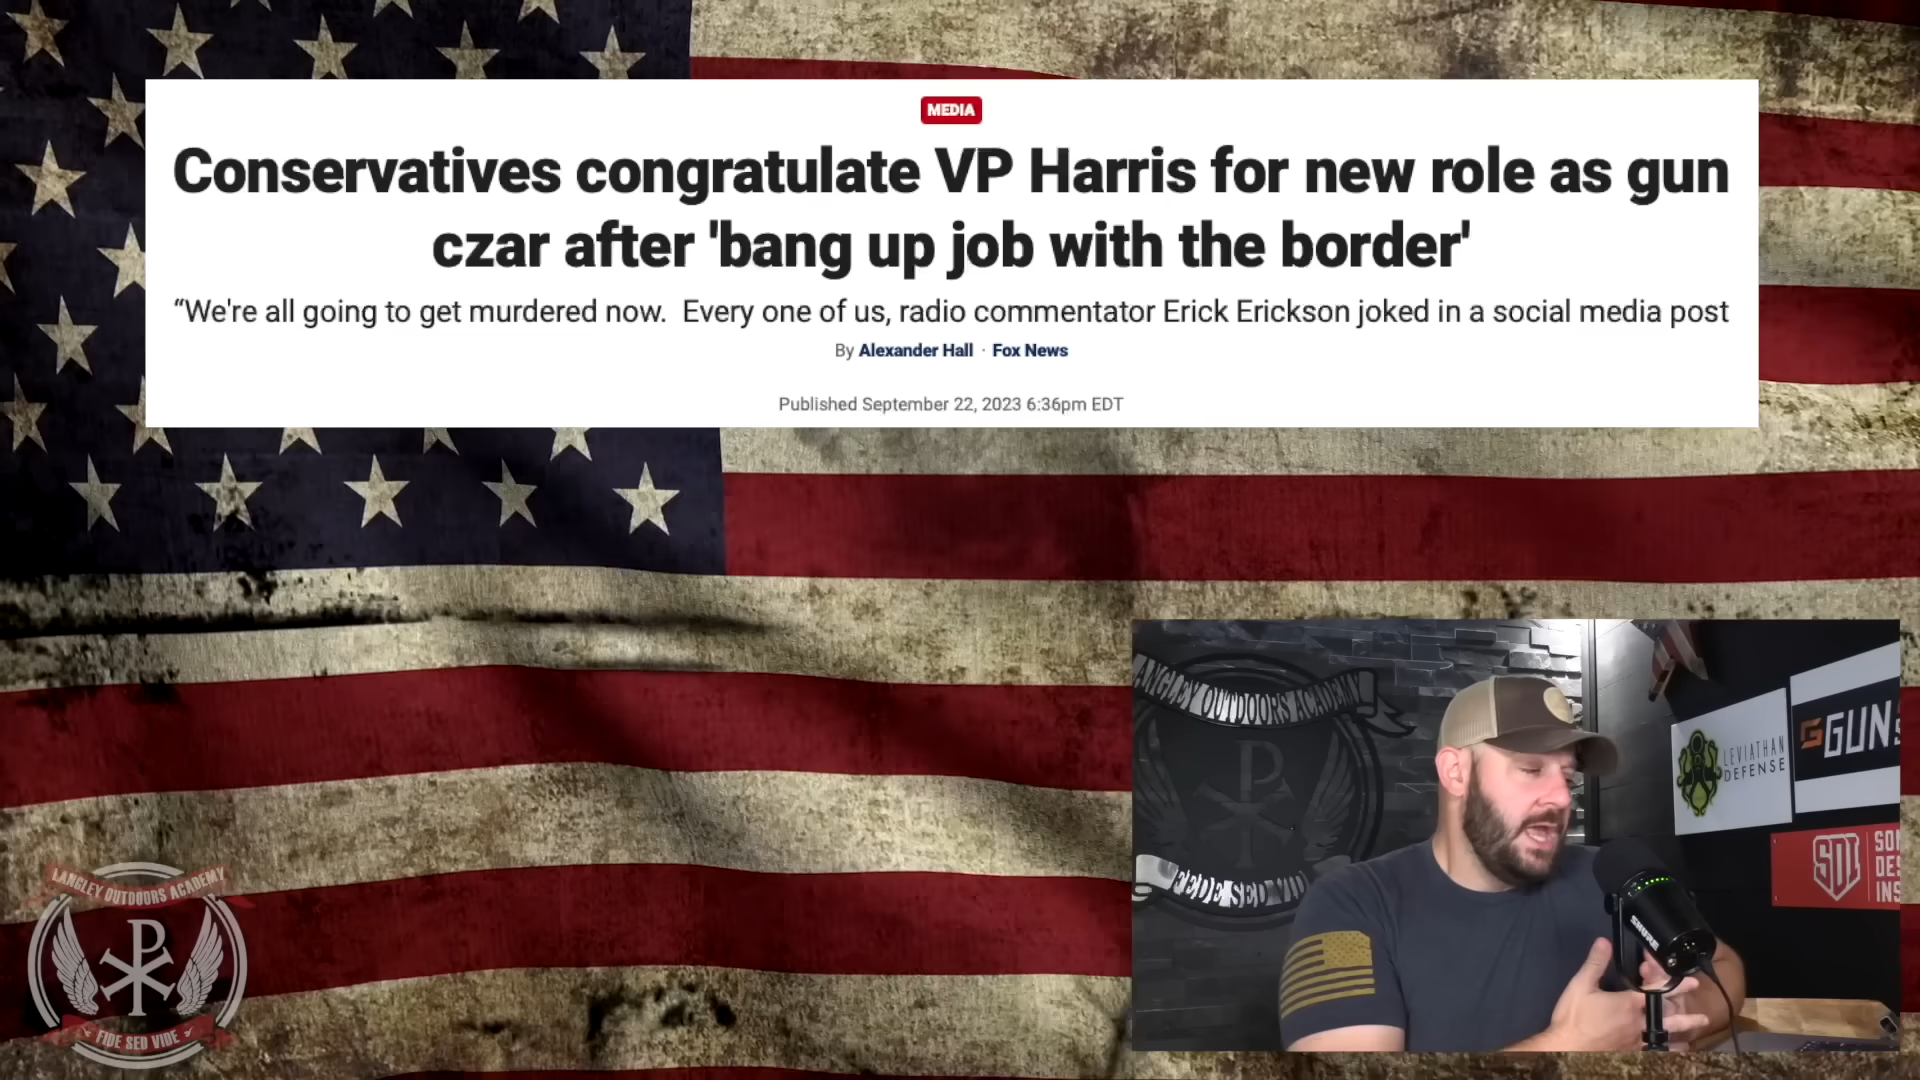 MEDIA
Conservatives congratulate VP Harris for new role as gun
czar after 'bang up job with the border'
“We're all going to get murdered now.  Every one of us, radio commentator Erick Erickson joked in a social media post
By Alexander Hall · Fox News
Published September 22, 2023 6:36pm EDT
LANGLEY OUTDOORS ACADEMY
FIDE SED VIDE
LANGLEY OUTDOORS ACADEMY
LEVIATHAN
DEFENSE
GUN
SDI
SHURE